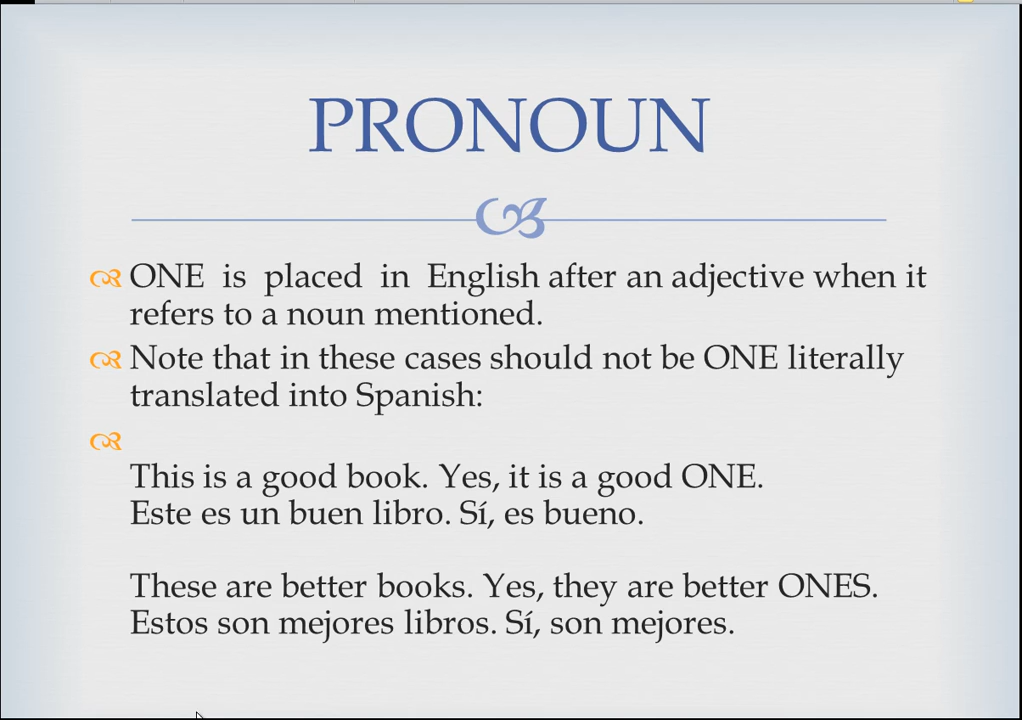 PRONOUN
ONE is placed in English after an adjective when it
refers to a noun mentioned.
Note that in these cases should not be ONE literally
translated into Spanish:
This is a good book. Yes, it is a good ONE.
Este es un buen libro. Sí, es bueno.
These are better books. Yes, they are better ONES.
Estos son mejores libros. Sí, son mejores.